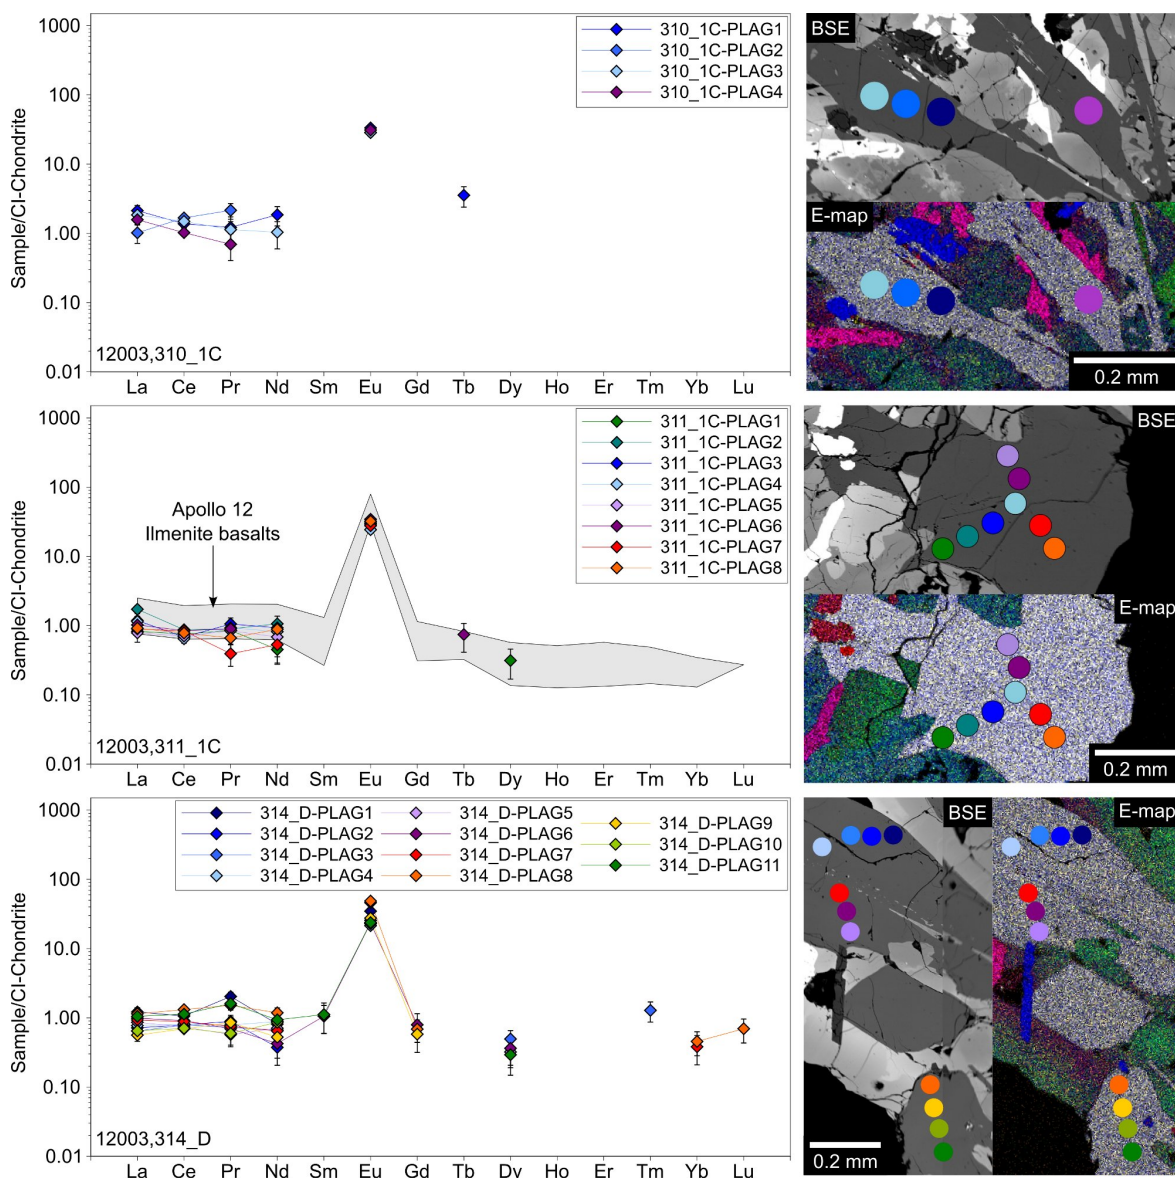 1000
100
10.0
1.00
0.10
0.01
Sample/CI-Chondrite
310_1C-PLAG1
310_1C-PLAG2
310_1C-PLAG3
310_1C-PLAG4
12003,310_1C
La Ce Pr Nd Sm Eu Gd Tb Dy Ho Er Tm Yb Lu
BSE
E-map
0.2 mm
1000
100
10.0
1.00
0.10
0.01
Sample/CI-Chondrite
Apollo 12
Ilmenite basalts
311_1C-PLAG1
311_1C-PLAG2
311_1C-PLAG3
311_1C-PLAG4
311_1C-PLAG5
311_1C-PLAG6
311_1C-PLAG7
311_1C-PLAG8
12003,311_1C
La Ce Pr Nd Sm Eu Gd Tb Dy Ho Er Tm Yb Lu
BSE
E-map
0.2 mm
1000
100
10.0
1.00
0.10
0.01
Sample/CI-Chondrite
314_D-PLAG1
314_D-PLAG2
314_D-PLAG3
314_D-PLAG4
314_D-PLAG5
314_D-PLAG6
314_D-PLAG7
314_D-PLAG8
314_D-PLAG9
314_D-PLAG10
314_D-PLAG11
12003,314_D
La Ce Pr Nd Sm Eu Gd Tb Dy Ho Er Tm Yb Lu
BSE
E-map
0.2 mm